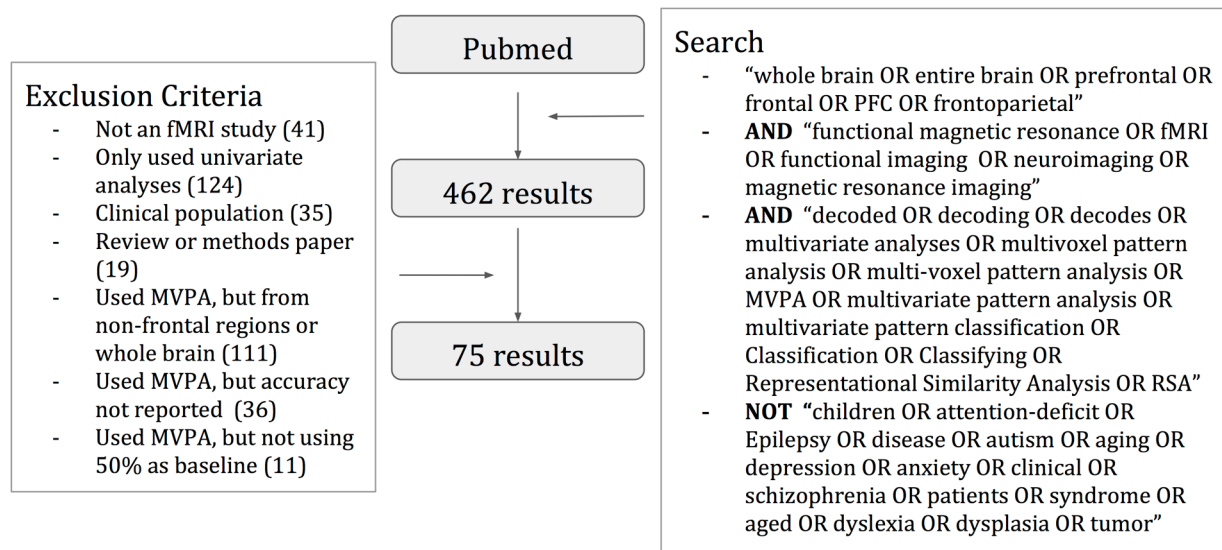 Exclusion Criteria
- Not an fMRI study (41)
- Only used univariate
analyses (124)
- Clinical population (35)
- Review or methods paper
(19)
- Used MVPA, but from
non-frontal regions or
whole brain (111)
- Used MVPA, but accuracy
not reported (36)
- Used MVPA, but not using
50% as baseline (11)
Pubmed
462 results
75 results
Search
- “whole brain OR entire brain OR prefrontal OR
frontal OR PFC OR frontoparietal”
- AND “functional magnetic resonance OR fMRI
OR functional imaging OR neuroimaging OR
magnetic resonance imaging”
- AND “decoded OR decoding OR decodes OR
multivariate analyses OR multivoxel pattern
analysis OR multi-voxel pattern analysis OR
MVPA OR multivariate pattern analysis OR
multivariate pattern classification OR
Classification OR Classifying OR
Representational Similarity Analysis OR RSA”
- NOT “children OR attention-deficit OR
Epilepsy OR disease OR autism OR aging OR
depression OR anxiety OR clinical OR
schizophrenia OR patients OR syndrome OR
aged OR dyslexia OR dysplasia OR tumor”